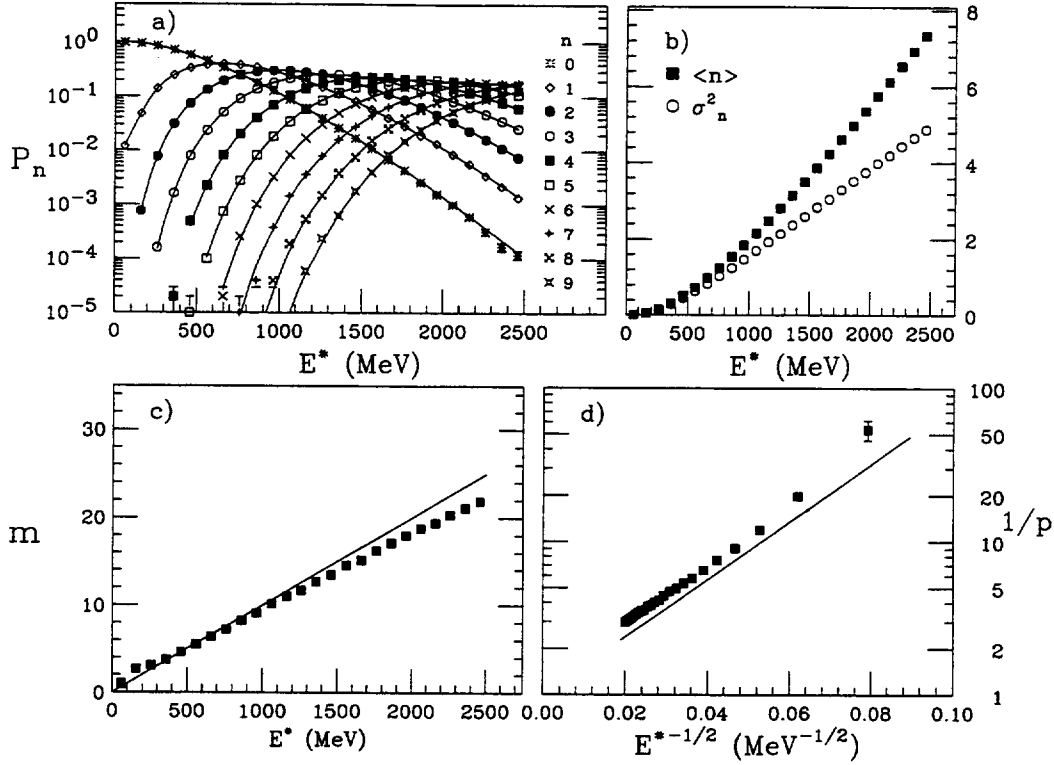 a)
n
0
1
2
3
4
5
6
7
8
9
10^0
10^-1
10^-2
10^-3
10^-4
10^-5
P_n
0 500 1000 1500 2000 2500
E* (MeV)
b)
<n>
σ²_n
8
6
4
2
0
0 500 1000 1500 2000 2500
E* (MeV)
c)
30
20
10
0
m
0 500 1000 1500 2000 2500
E* (MeV)
d)
100
50
20
10
5
2
1
1/p
0.00 0.02 0.04 0.06 0.08 0.10
E*^-1/2 (MeV^-1/2)